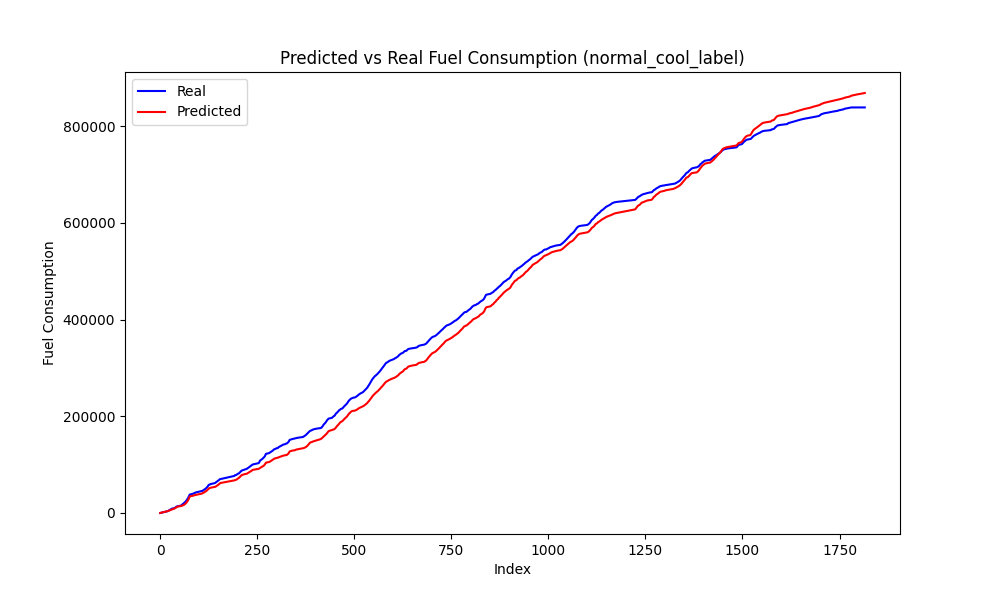 Predicted vs Real Fuel Consumption (normal_cool_label)
Real
Predicted
Fuel Consumption
800000
600000
400000
200000
0
0 250 500 750 1000 1250 1500 1750
Index